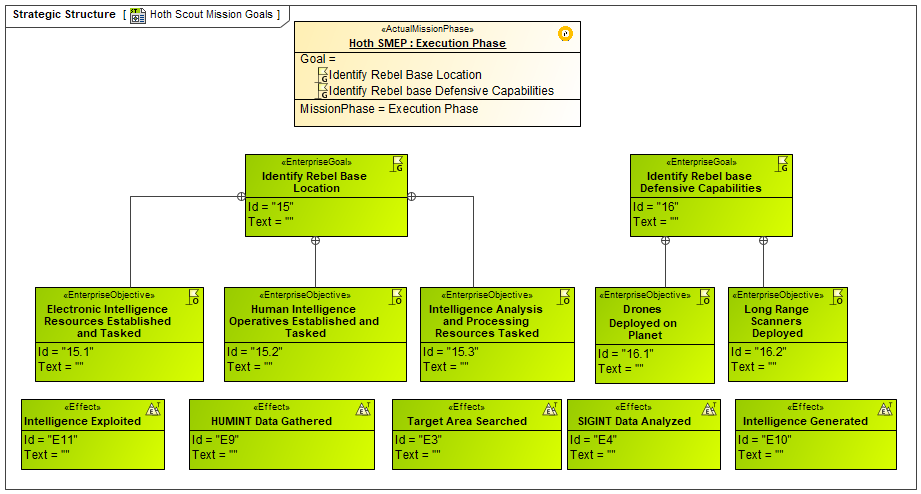 Strategic Structure [ ST Hoth Scout Mission Goals ]
«ActualMissionPhase»
P
Hoth SMEP : Execution Phase
Goal =
G Identify Rebel Base Location
G Identify Rebel base Defensive Capabilities
MissionPhase = Execution Phase
«EnterpriseGoal»
G
Identify Rebel Base
Location
Id = "15"
Text = ""
«EnterpriseGoal»
G
Identify Rebel base
Defensive Capabilities
Id = "16"
Text = ""
«EnterpriseObjective»
O
Electronic Intelligence
Resources Established
and Tasked
Id = "15.1"
Text = ""
«EnterpriseObjective»
O
Human Intelligence
Operatives Established and
Tasked
Id = "15.2"
Text = ""
«EnterpriseObjective»
O
Intelligence Analysis
and Processing
Resources Tasked
Id = "15.3"
Text = ""
«EnterpriseObjective»
O
Drones
Deployed on
Planet
Id = "16.1"
Text = ""
«EnterpriseObjective»
O
Long Range
Scanners
Deployed
Id = "16.2"
Text = ""
«Effect»
E
Intelligence Exploited
Id = "E11"
Text = ""
«Effect»
E
HUMINT Data Gathered
Id = "E9"
Text = ""
«Effect»
E
Target Area Searched
Id = "E3"
Text = ""
«Effect»
E
SIGINT Data Analyzed
Id = "E4"
Text = ""
«Effect»
E
Intelligence Generated
Id = "E10"
Text = ""